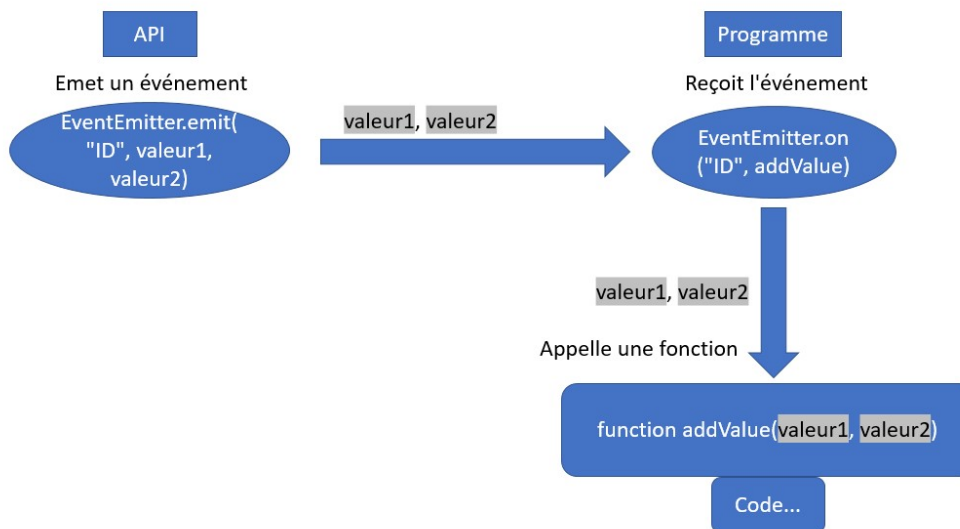 API
Programme
Emet un événement
Reçoit l'événement
EventEmitter.emit(
"ID", valeur1,
valeur2)
valeur1, valeur2
EventEmitter.on
("ID", addValue)
valeur1, valeur2
Appelle une fonction
function addValue(valeur1, valeur2)
Code...